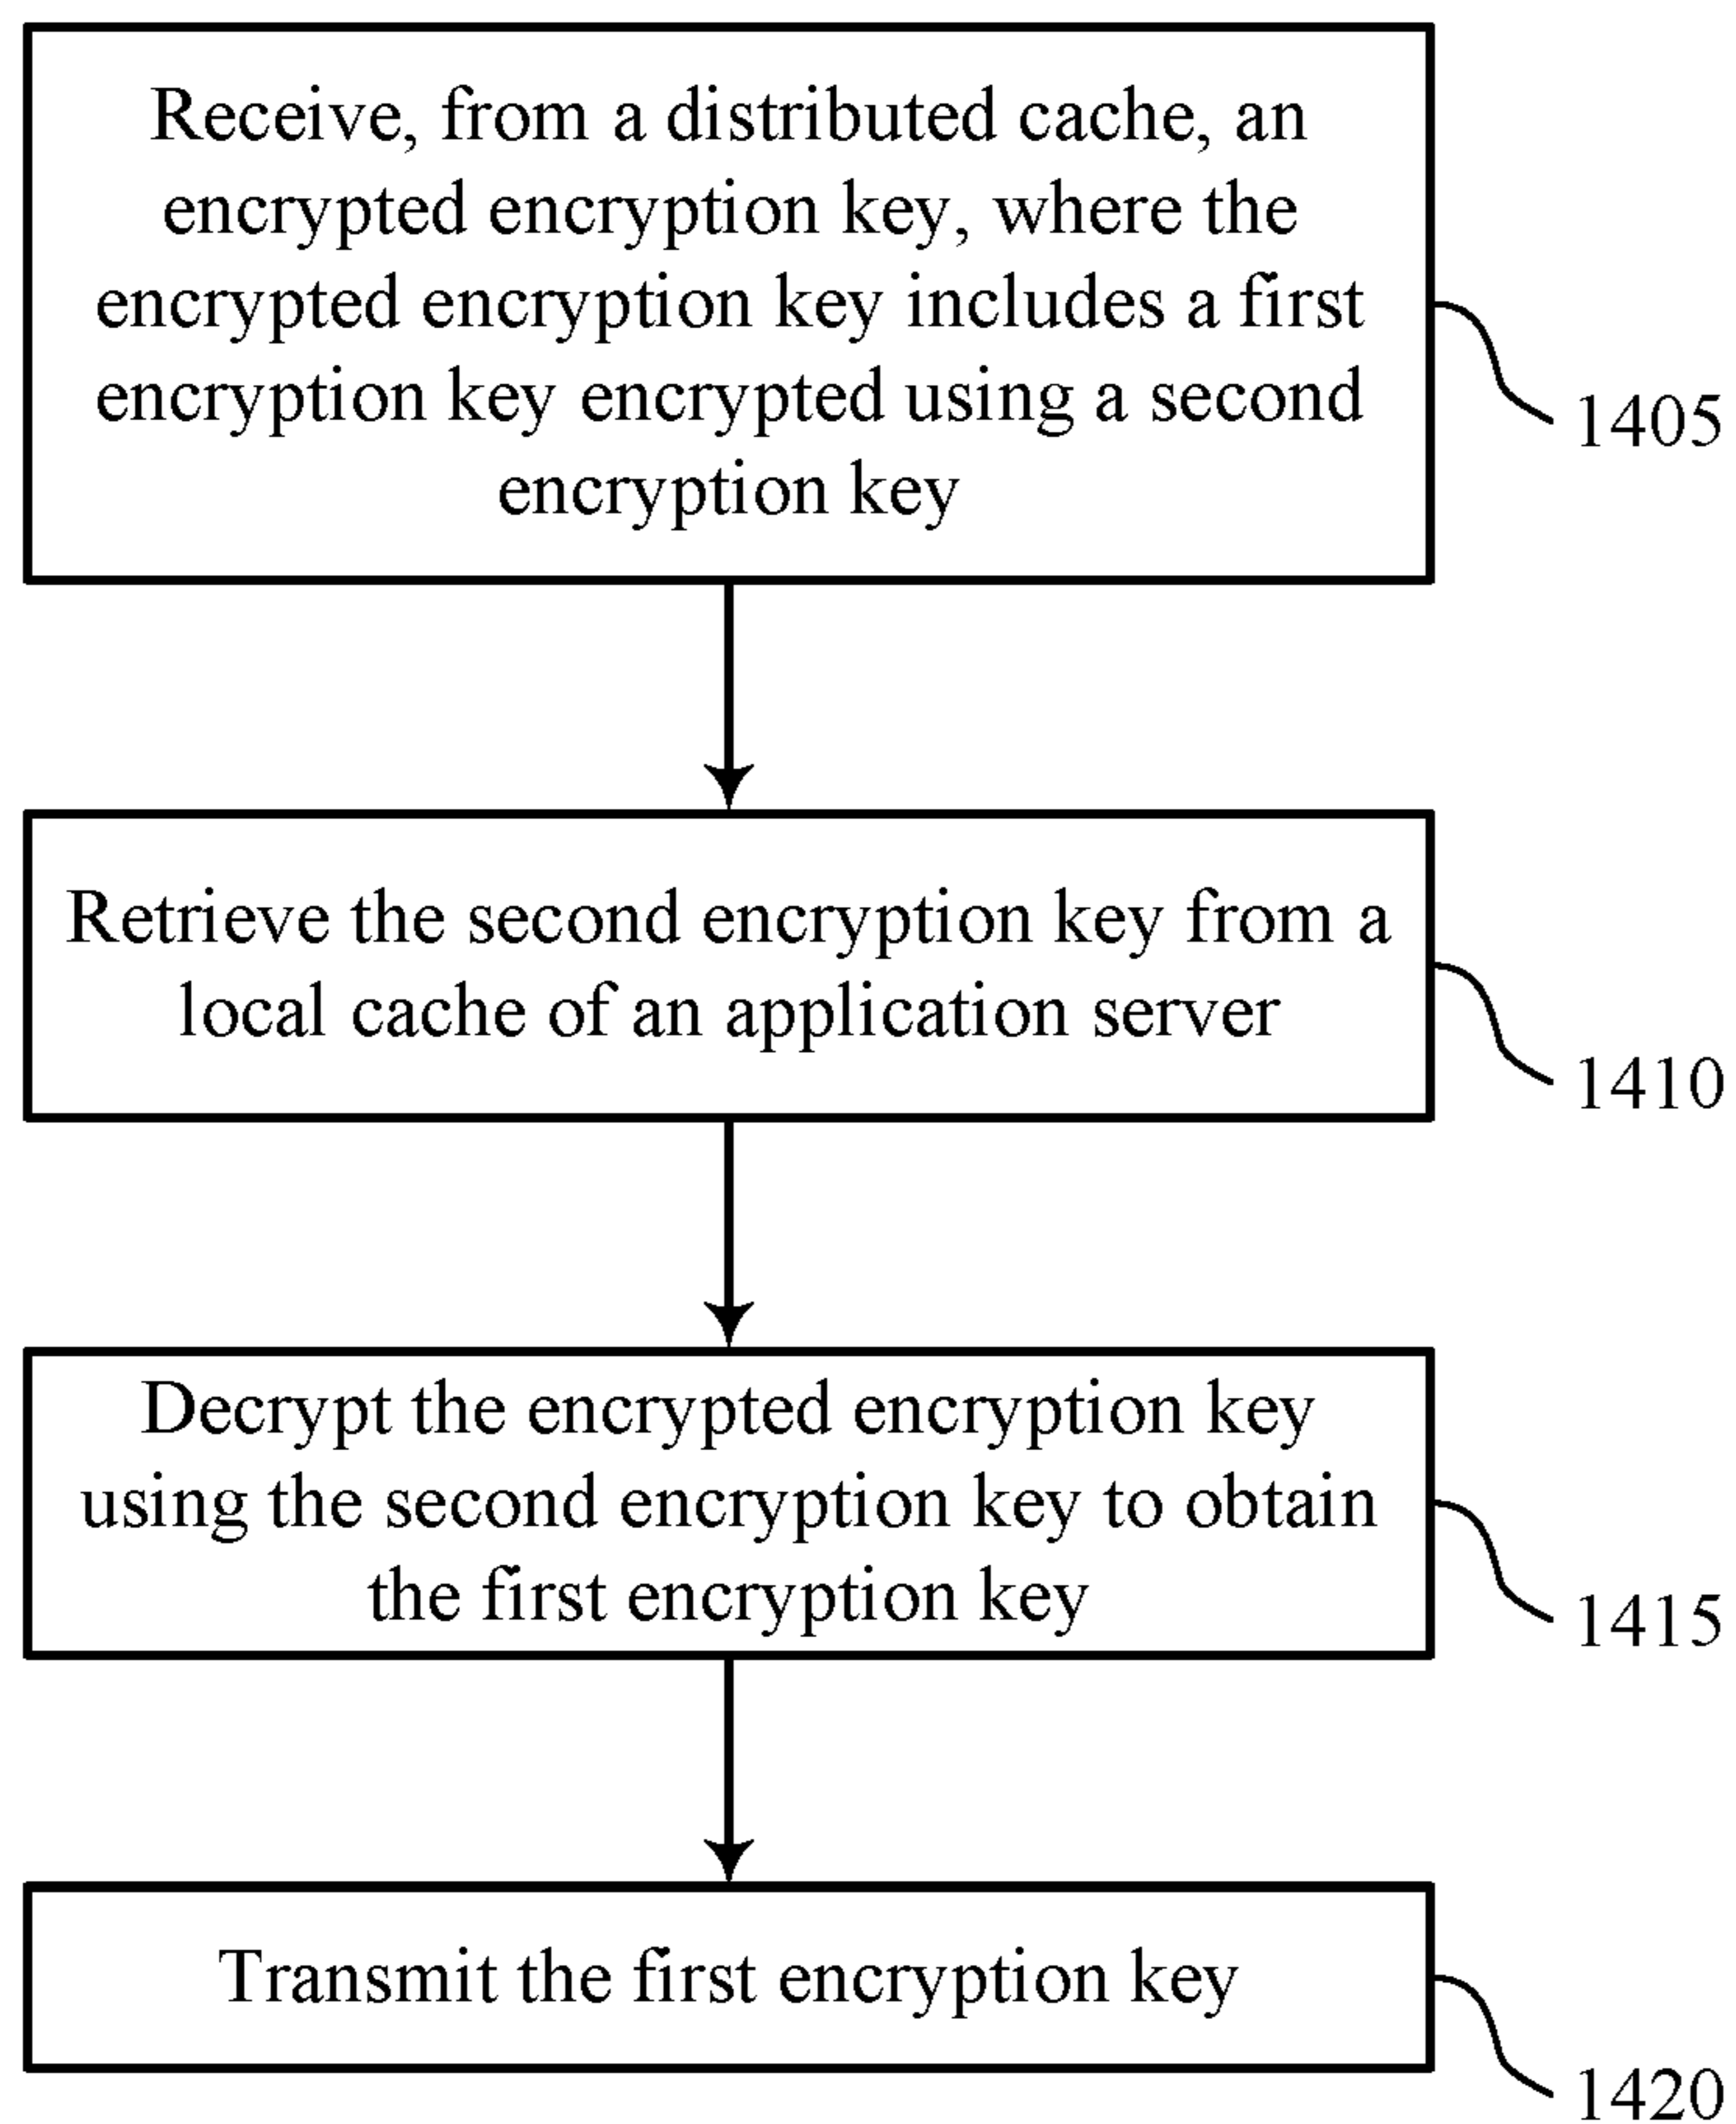 Receive, from a distributed cache, an
encrypted encryption key, where the
encrypted encryption key includes a first
encryption key encrypted using a second
encryption key
1405
Retrieve the second encryption key from a
local cache of an application server
1410
Decrypt the encrypted encryption key
using the second encryption key to obtain
the first encryption key
1415
Transmit the first encryption key
1420